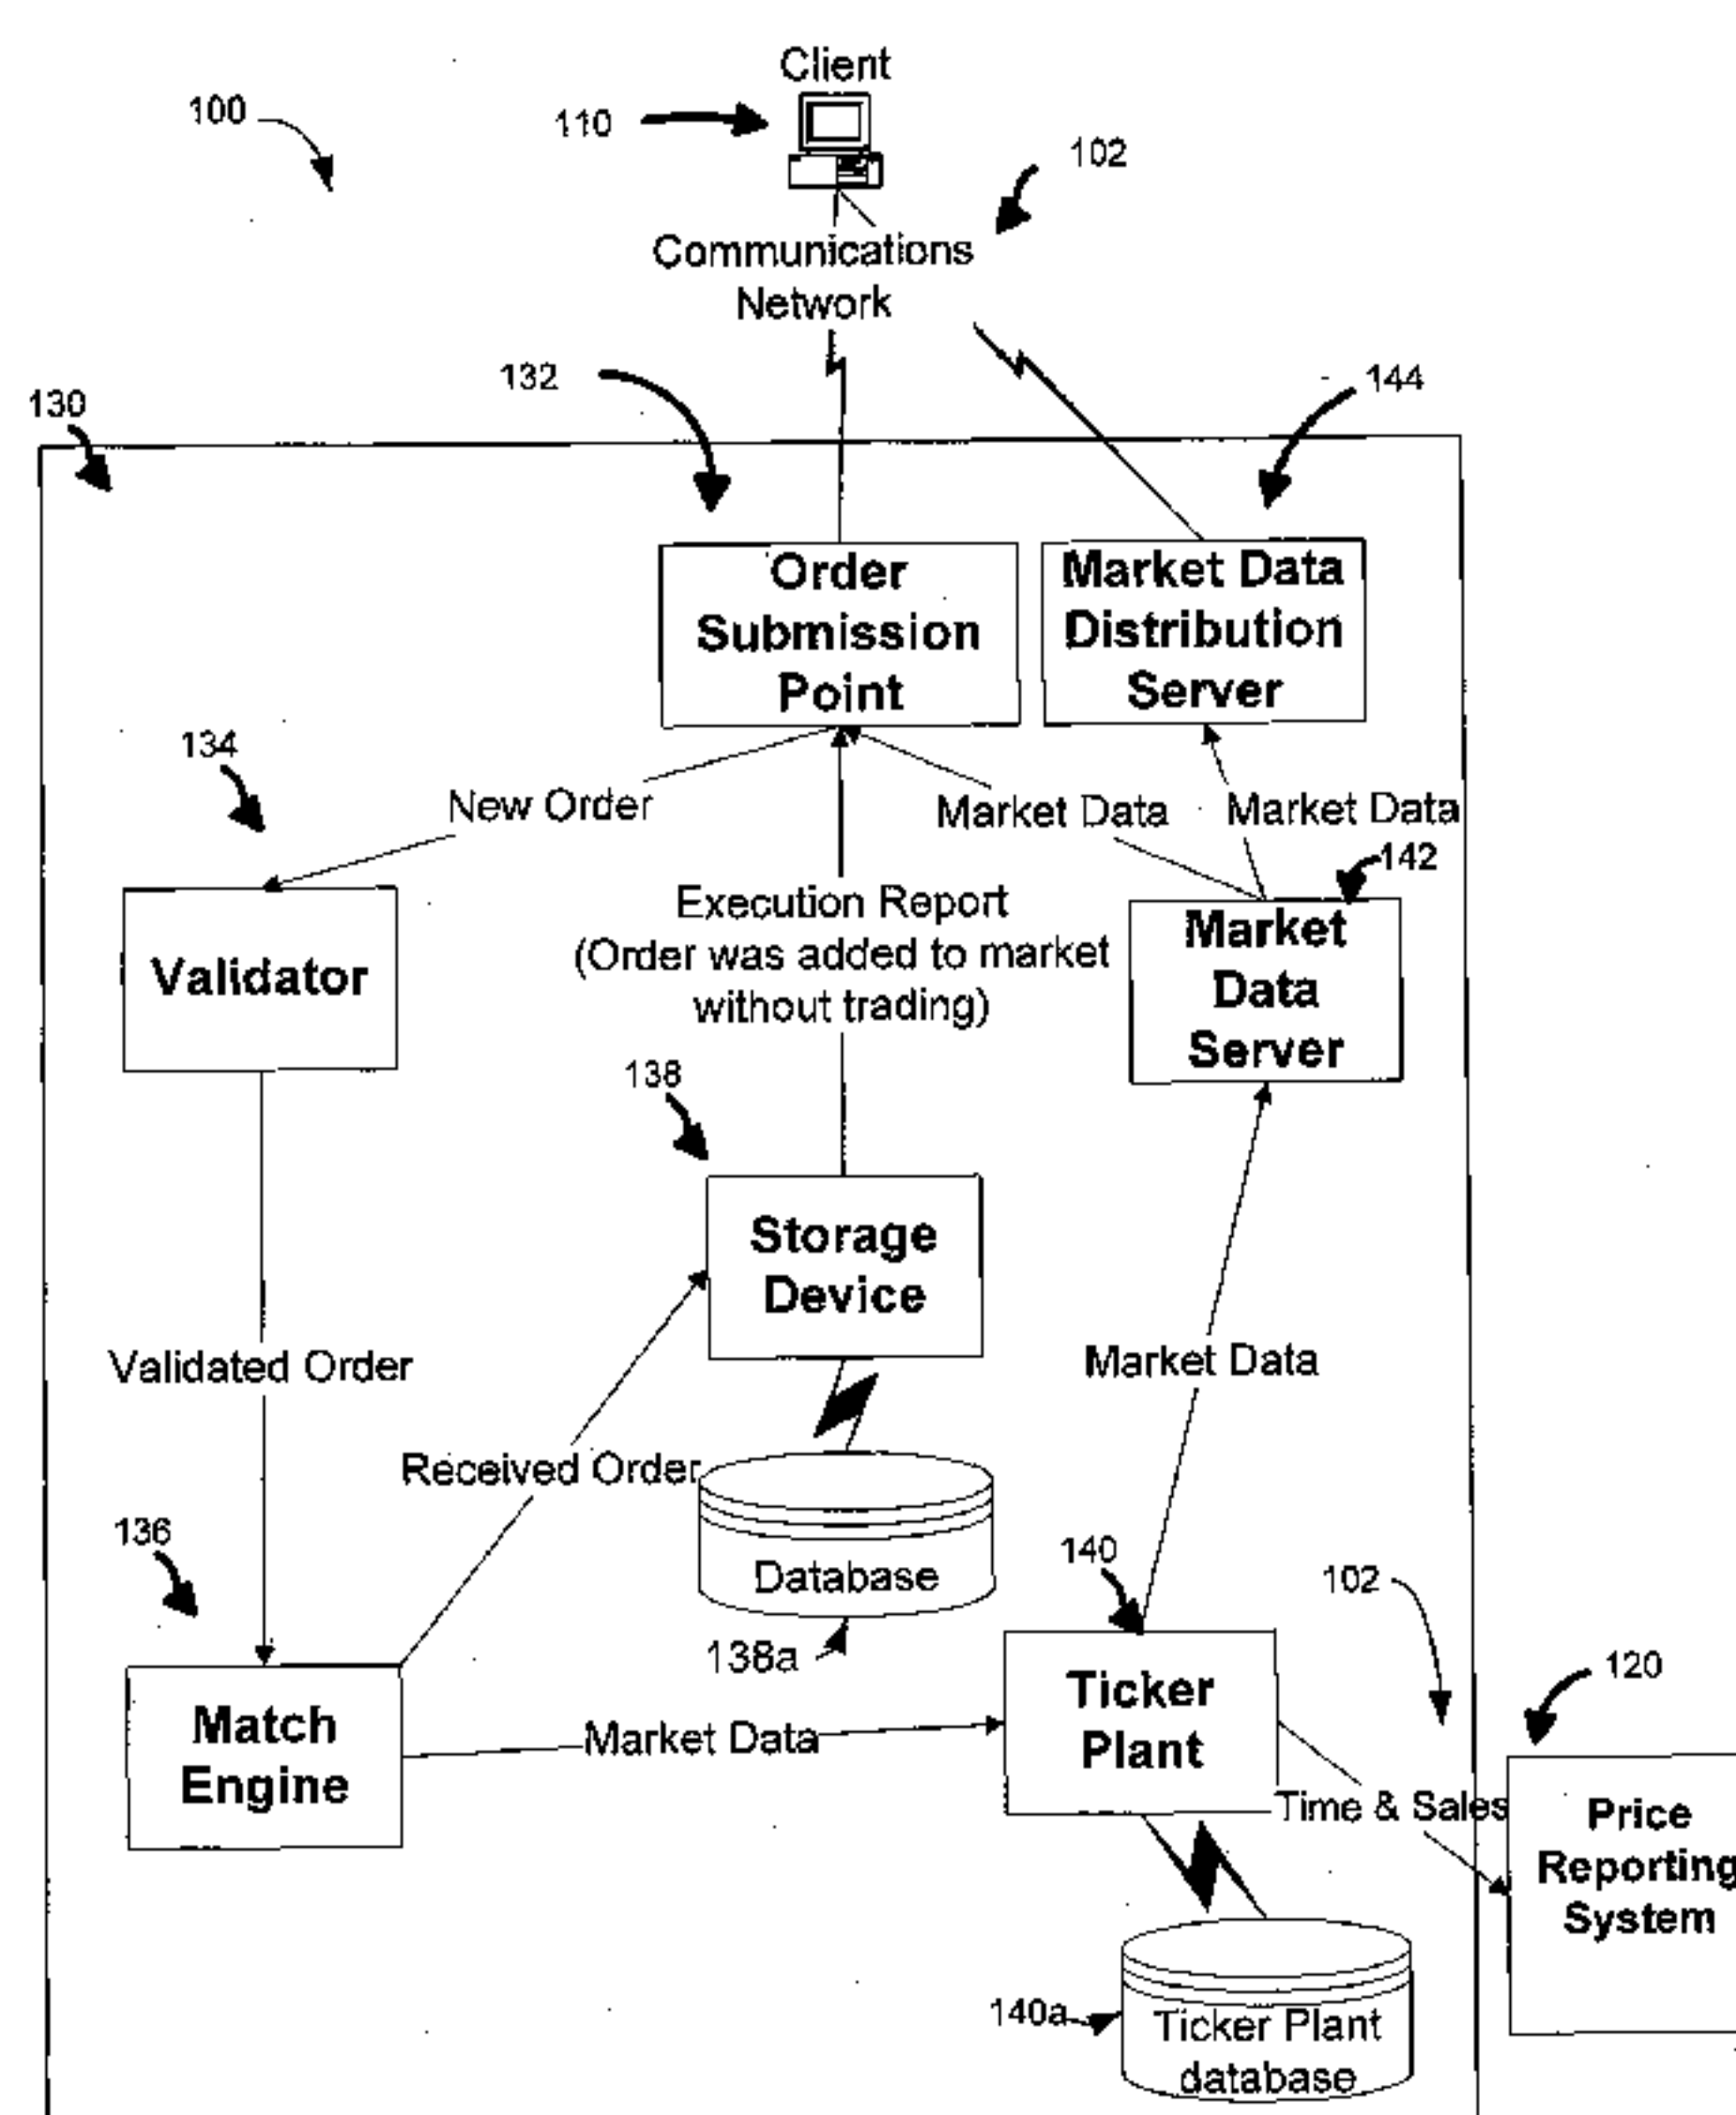 Client
100
110
102
Communications
Network
132
144
130
Order
Submission
Point
Market Data
Distribution
Server
134
New Order
Market Data
Market Data
142
Execution Report
(Order was added to market
without trading)
Validator
Market
Data
Server
138
Storage
Device
Validated Order
Market Data
Received Order
136
Database
140
102
138a
120
Ticker
Plant
Match
Engine
Market Data
Time & Sales
Price
Reporting
System
140a
Ticker Plant
database